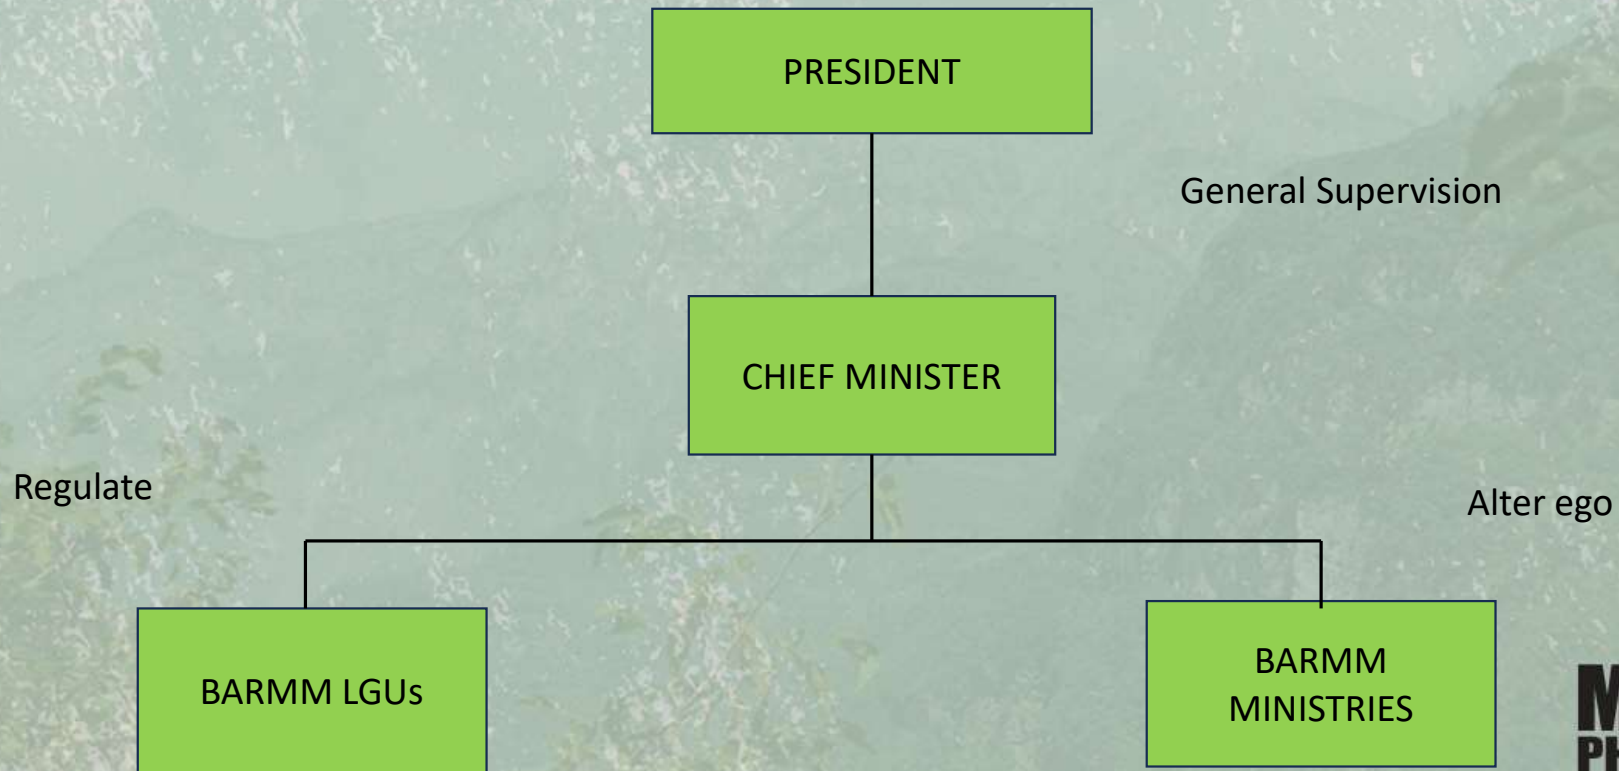 PRESIDENT
General Supervision
CHIEF MINISTER
Regulate
Alter ego
BARMM LGUs
BARMM
MINISTRIES